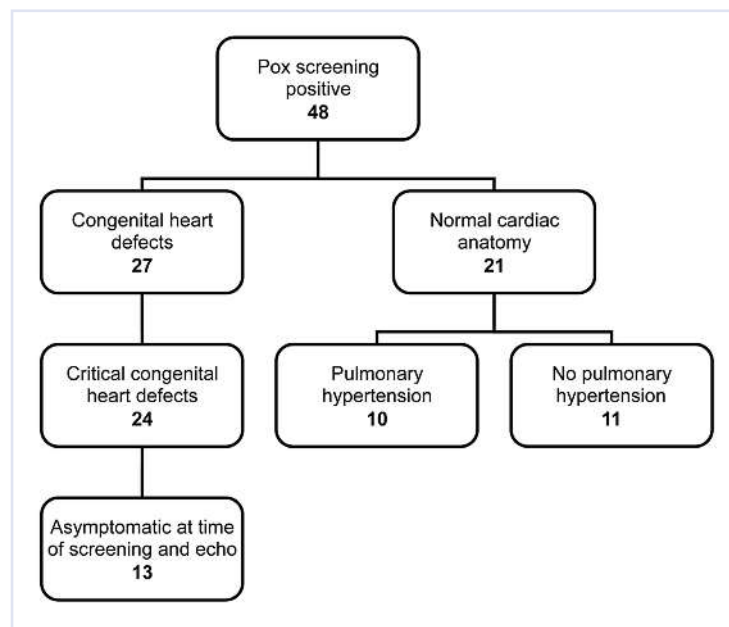 Pox screening
positive
48
Congenital heart
defects
27
Normal cardiac
anatomy
21
Critical congenital
heart defects
24
Pulmonary
hypertension
10
No pulmonary
hypertension
11
Asymptomatic at time
of screening and echo
13